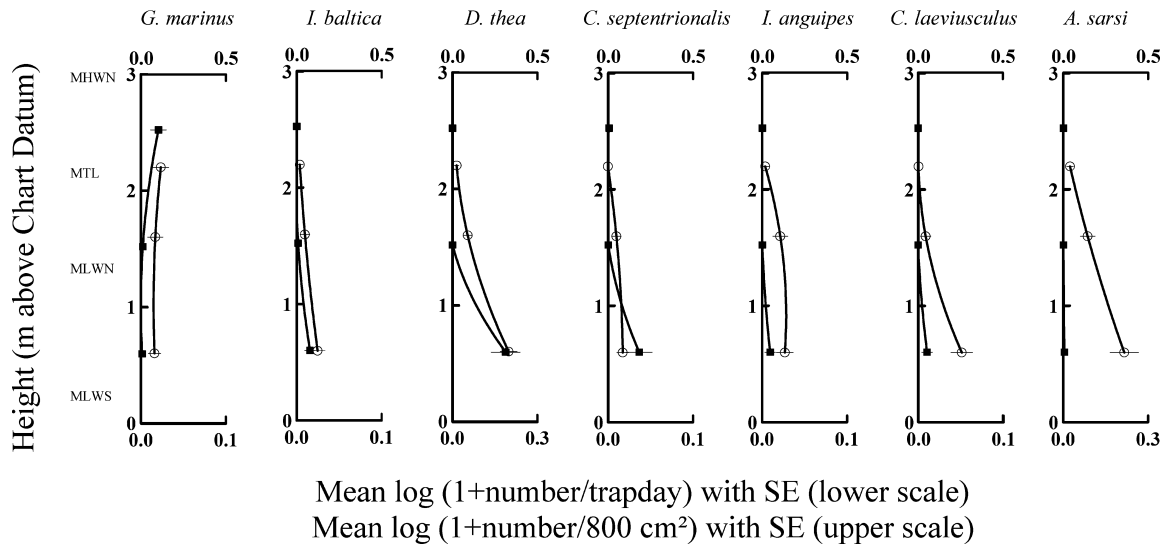 G. marinus I. baltica D. thea C. septentrionalis I. anguipes C. laeviusculus A. sarsi
0.0 0.5 0.0 0.5 0.0 0.5 0.0 0.5 0.0 0.5 0.0 0.5 0.0 0.5
Height (m above Chart Datum)
MHWN 3 3 3 3 3 3 3
MTL
2 2 2 2 2 2 2
MLWN
1 1 1 1 1 1 1
MLWS
0 0 0 0 0 0 0
0.0 0.1 0.0 0.1 0.0 0.3 0.0 0.1 0.0 0.1 0.0 0.1 0.0 0.3
Mean log (1+number/trapday) with SE (lower scale)
Mean log (1+number/800 cm²) with SE (upper scale)